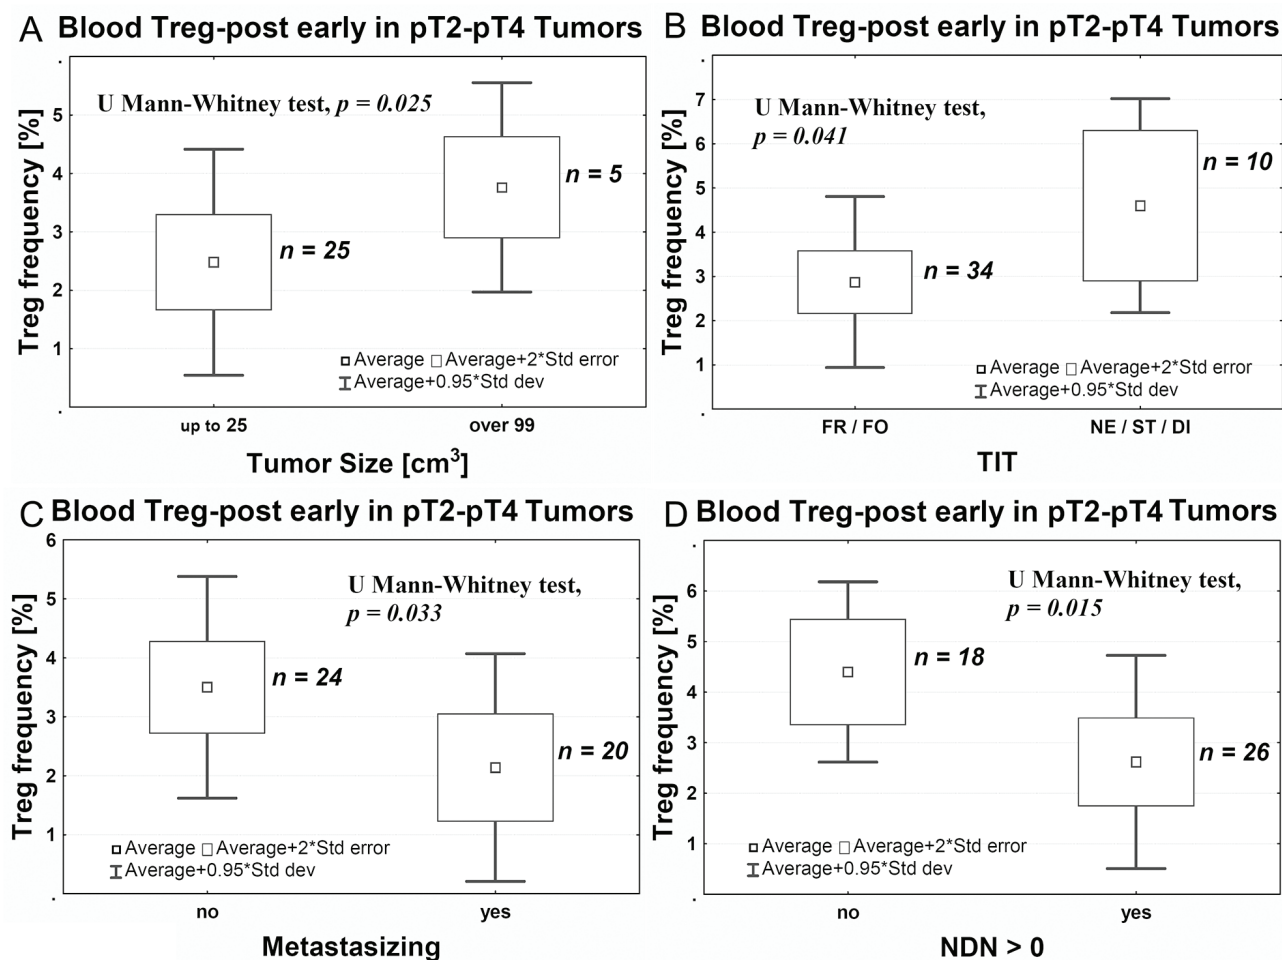 A Blood Treg-post early in pT2-pT4 Tumors
U Mann-Whitney test, p = 0.025
Treg frequency [%]
5
4
3
2
1
n = 25
n = 5
Average Average+2*Std error
Average+0.95*Std dev
up to 25 over 99
Tumor Size [cm³]
B Blood Treg-post early in pT2-pT4 Tumors
U Mann-Whitney test,
p = 0.041
Treg frequency [%]
7
6
5
4
3
2
1
n = 34
n = 10
Average Average+2*Std error
Average+0.95*Std dev
FR / FO NE / ST / DI
TIT
C Blood Treg-post early in pT2-pT4 Tumors
U Mann-Whitney test,
p = 0.033
Treg frequency [%]
6
5
4
3
2
1
n = 24
n = 20
Average Average+2*Std error
Average+0.95*Std dev
no yes
Metastasizing
D Blood Treg-post early in pT2-pT4 Tumors
U Mann-Whitney test,
p = 0.015
Treg frequency [%]
6
5
4
3
2
1
n = 18
n = 26
Average Average+2*Std error
Average+0.95*Std dev
no yes
NDN > 0